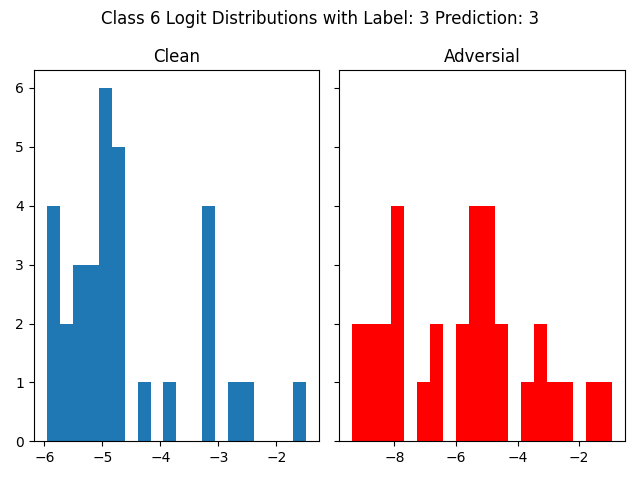 Class 6 Logit Distributions with Label: 3 Prediction: 3
Clean
Adversial
6
5
4
3
2
1
0
−6 −5 −4 −3 −2
−8 −6 −4 −2